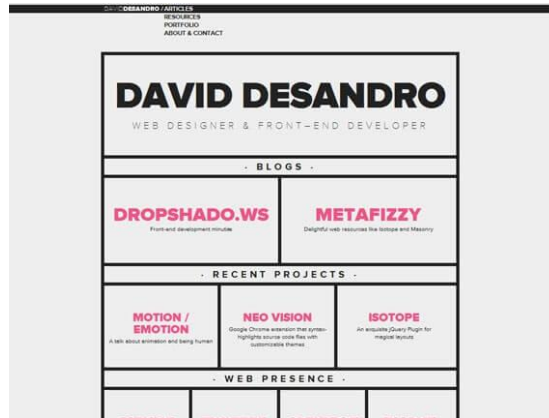 DAVID DESANDRO / ARTICLES
RESOURCES
PORTFOLIO
ABOUT & CONTACT
DAVID DESANDRO
WEB DESIGNER & FRONT–END DEVELOPER
· BLOGS ·
DROPSHADO.WS
METAFIZZY
Front-end development minutiæ
Delightful web resources like Isotope and Masonry
· RECENT PROJECTS ·
MOTION /
EMOTION
A talk about animation and being human
NEO VISION
Google Chrome extension that syntax-
highlights source code files with
customizable themes
ISOTOPE
An exquisite jQuery Plugin for
magical layouts
· WEB PRESENCE ·